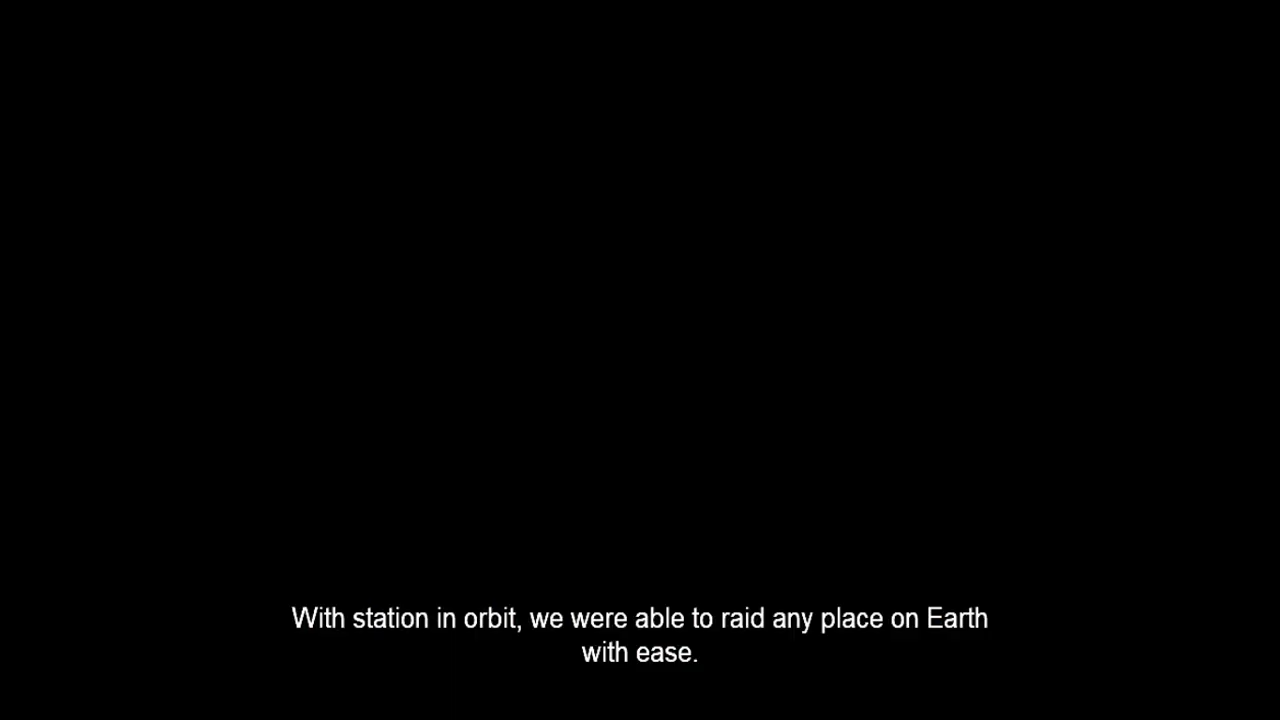 With station in orbit, we were able to raid any place on Earth
with ease.